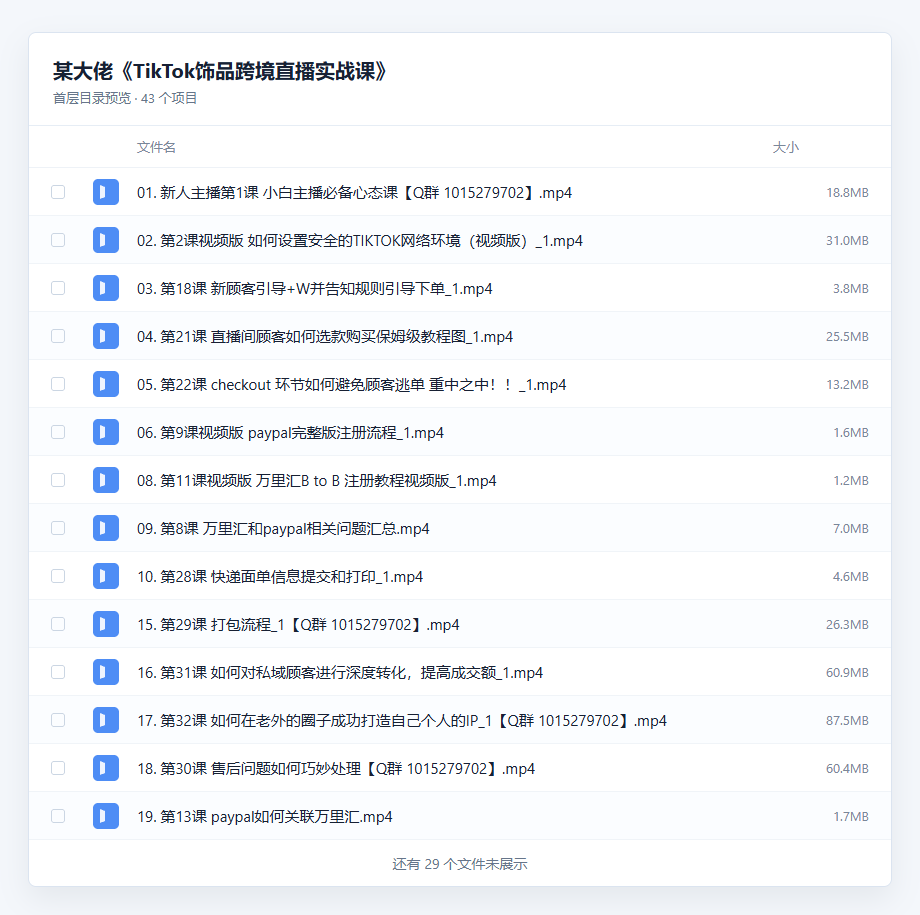 某大佬《TikTok饰品跨境直播实战课》
首层目录预览 · 43 个项目
文件名 大小
01. 新人主播第1课 小白主播必备心态课【Q群 1015279702】.mp4 18.8MB
02. 第2课视频版 如何设置安全的TIKTOK网络环境（视频版）_1.mp4 31.0MB
03. 第18课 新顾客引导+W并告知规则引导下单_1.mp4 3.8MB
04. 第21课 直播间顾客如何选款购买保姆级教程图_1.mp4 25.5MB
05. 第22课 checkout 环节如何避免顾客逃单 重中之中！！_1.mp4 13.2MB
06. 第9课视频版 paypal完整版注册流程_1.mp4 1.6MB
08. 第11课视频版 万里汇B to B 注册教程视频版_1.mp4 1.2MB
09. 第8课 万里汇和paypal相关问题汇总.mp4 7.0MB
10. 第28课 快递面单信息提交和打印_1.mp4 4.6MB
15. 第29课 打包流程_1【Q群 1015279702】.mp4 26.3MB
16. 第31课 如何对私域顾客进行深度转化，提高成交额_1.mp4 60.9MB
17. 第32课 如何在老外的圈子成功打造自己个人的IP_1【Q群 1015279702】.mp4 87.5MB
18. 第30课 售后问题如何巧妙处理【Q群 1015279702】.mp4 60.4MB
19. 第13课 paypal如何关联万里汇.mp4 1.7MB
还有 29 个文件未展示